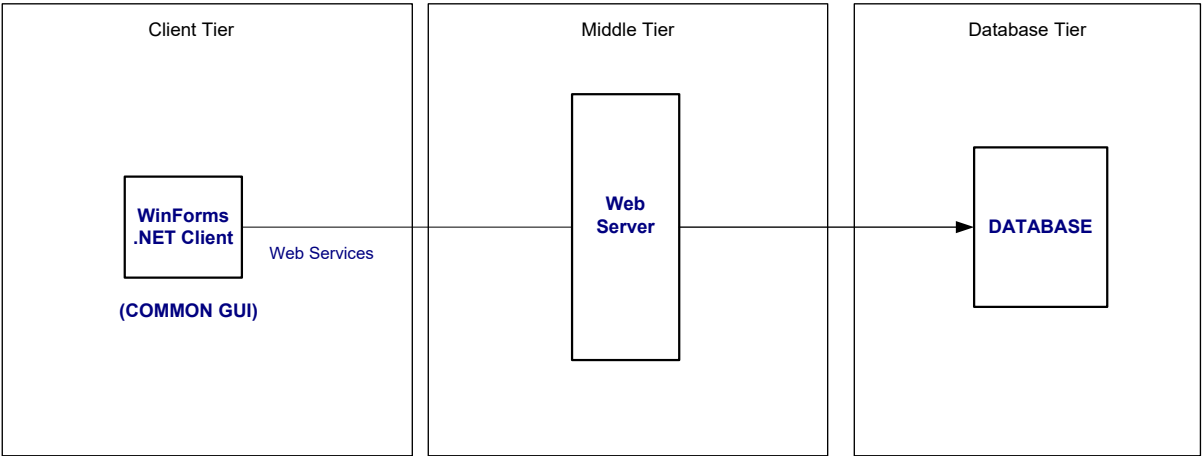 Client Tier
Middle Tier
Database Tier
WinForms
.NET Client
Web Services
(COMMON GUI)
Web
Server
DATABASE